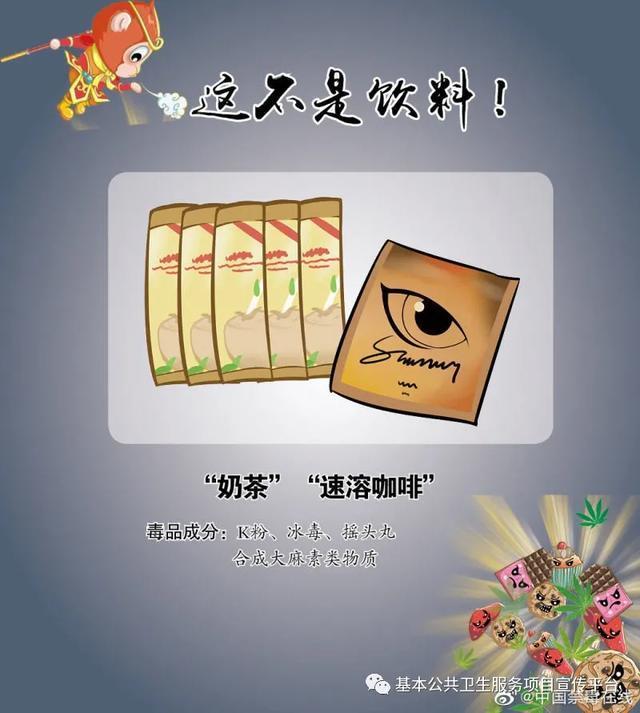 这不是饮料！
“奶茶” “速溶咖啡”
毒品成分：K粉、冰毒、摇头丸
合成大麻素类物质
基本公共卫生服务项目宣传平台
@中国禁毒在线